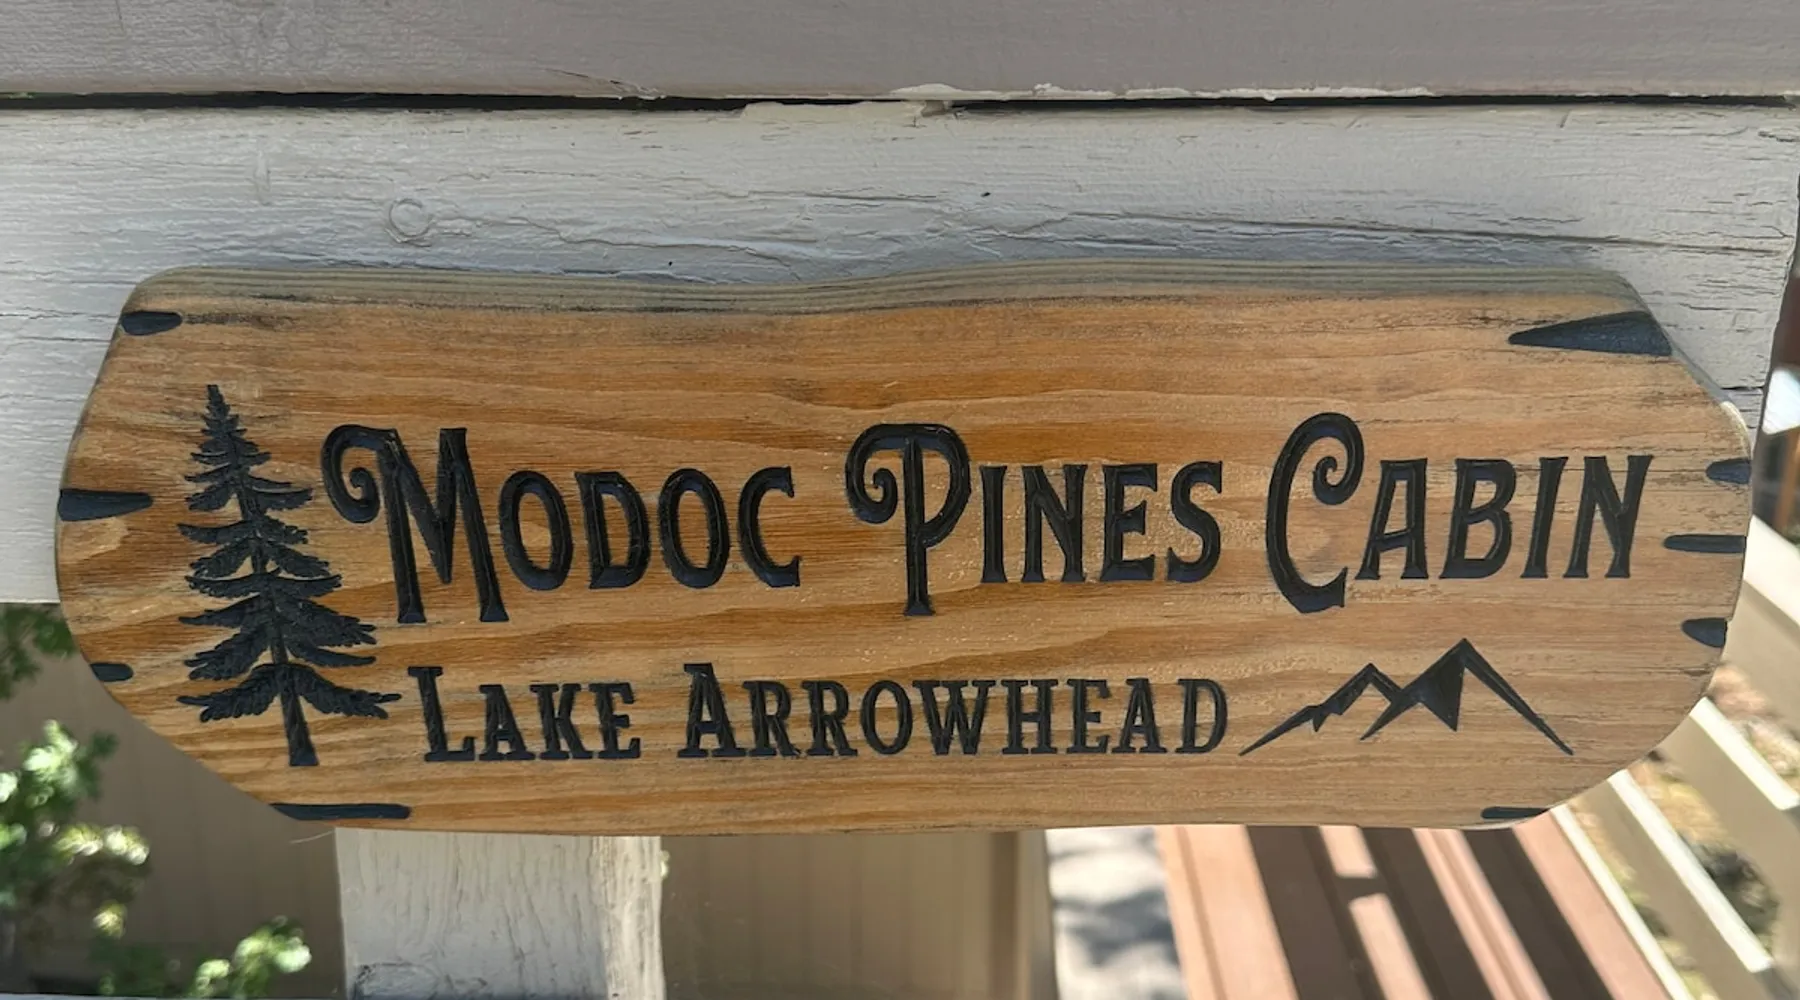 Modoc Pines Cabin
Lake Arrowhead